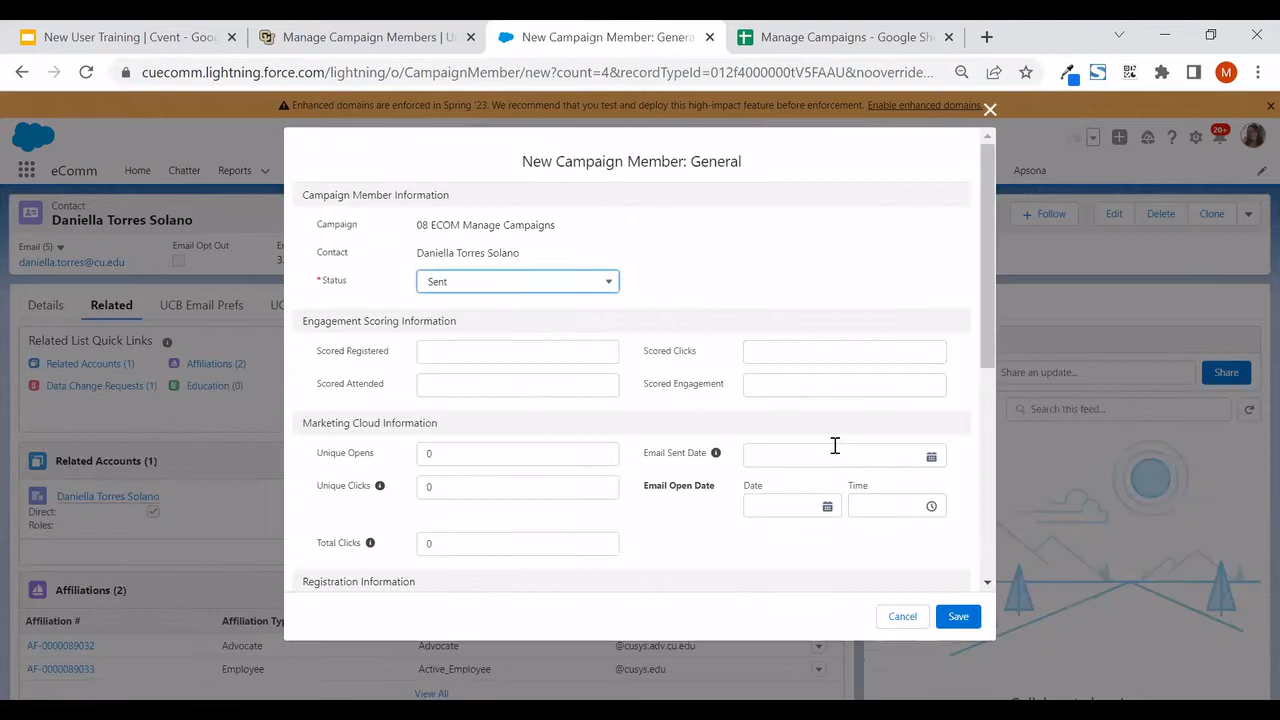 New User Training | Cvent - Goo
Manage Campaign Members | U
New Campaign Member: Genera
Manage Campaigns - Google She
cuecomm.lightning.force.com/lightning/o/CampaignMember/new?count=4&recordTypeId=012f4000000tV5FAAU&nooverride...
M
Enhanced domains are enforced in Spring '23. We recommend that you test and deploy this high-impact feature before enforcement. Enable enhanced domains.
20+
eComm
Home
Chatter
Reports
Apsona
Contact
Daniella Torres Solano
Follow
Edit
Delete
Clone
Email (5)
Email Opt Out
daniella.torres@cu.edu
Details
Related
UCB Email Prefs
Related List Quick Links
Related Accounts (1)
Affiliations (2)
Data Change Requests (1)
Education (0)
Related Accounts (1)
Daniella Torres Solano
Direct:
Roles:
Affiliations (2)
Affiliation #
Affiliation Typ
AF-0000089032
Advocate
Advocate
@cusys.adv.cu.edu
AF-0000089033
Employee
Active_Employee
@cusys.edu
View All
Share an update...
Share
Search this feed...
New Campaign Member: General
Campaign Member Information
Campaign
08 ECOM Manage Campaigns
Contact
Daniella Torres Solano
*Status
Sent
Engagement Scoring Information
Scored Registered
Scored Clicks
Scored Attended
Scored Engagement
Marketing Cloud Information
Unique Opens
0
Email Sent Date
Unique Clicks
0
Email Open Date
Date
Time
Total Clicks
0
Registration Information
Cancel
Save